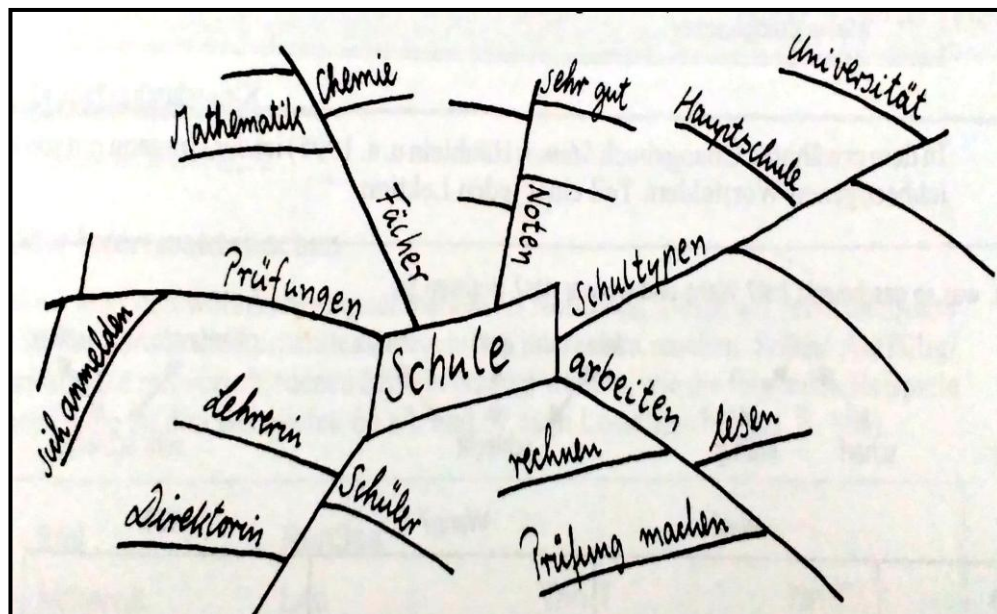 Universität
Chemie
sehr gut
Hauptschule
Mathematik
Fächer
Noten
Prüfungen
Schultypen
sich anmelden
Schule
arbeiten
Lehrerin
lesen
rechnen
Schüler
Direktorin
Prüfung machen